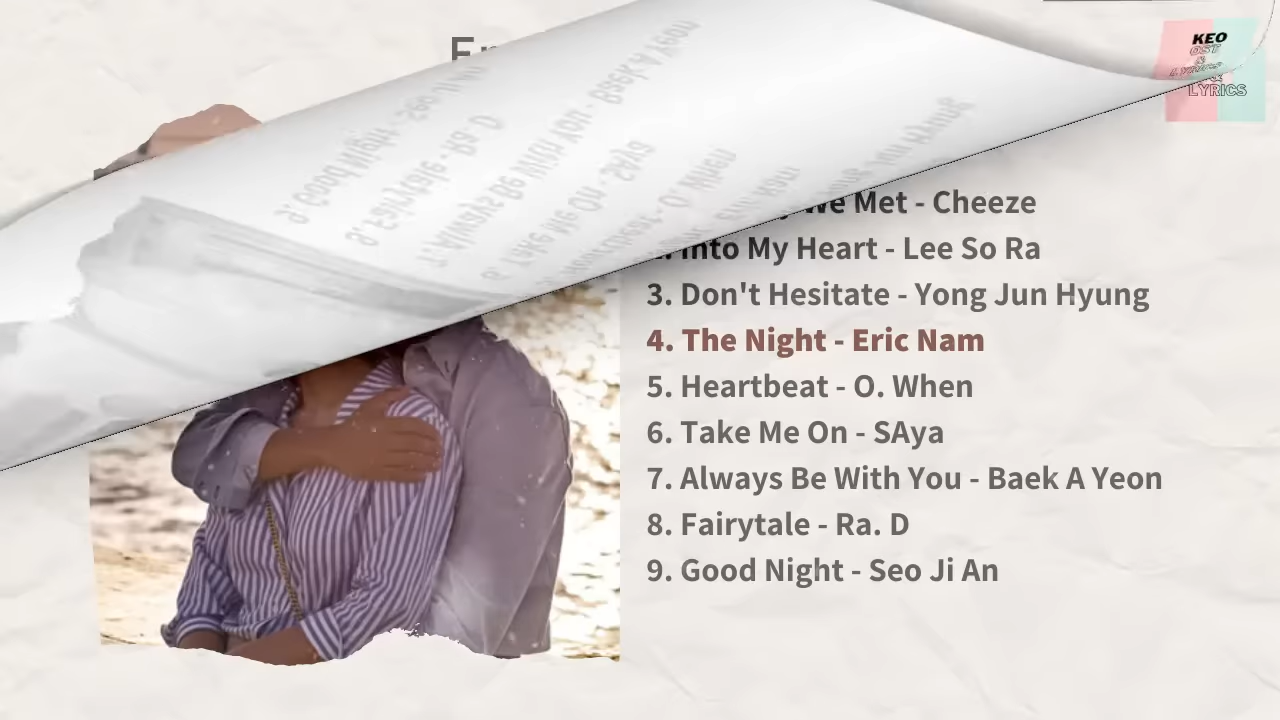 KEO
OST
&
LYRICS
LYRICS
We Met - Cheeze
Into My Heart - Lee So Ra
3. Don't Hesitate - Yong Jun Hyung
4. The Night - Eric Nam
5. Heartbeat - O. When
6. Take Me On - SAya
7. Always Be With You - Baek A Yeon
8. Fairytale - Ra. D
9. Good Night - Seo Ji An